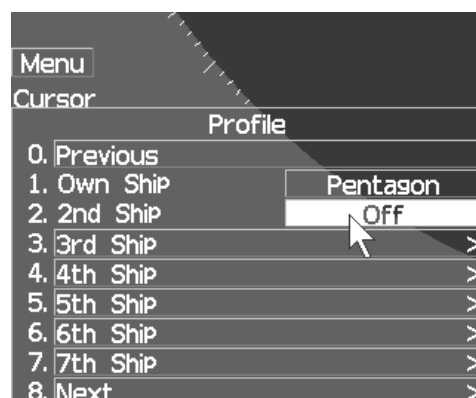 Menu
Cursor
Profile
0. Previous
1. Own Ship Pentagon
2. 2nd Ship Off
3. 3rd Ship >
4. 4th Ship >
5. 5th Ship >
6. 6th Ship >
7. 7th Ship >
8. Next >